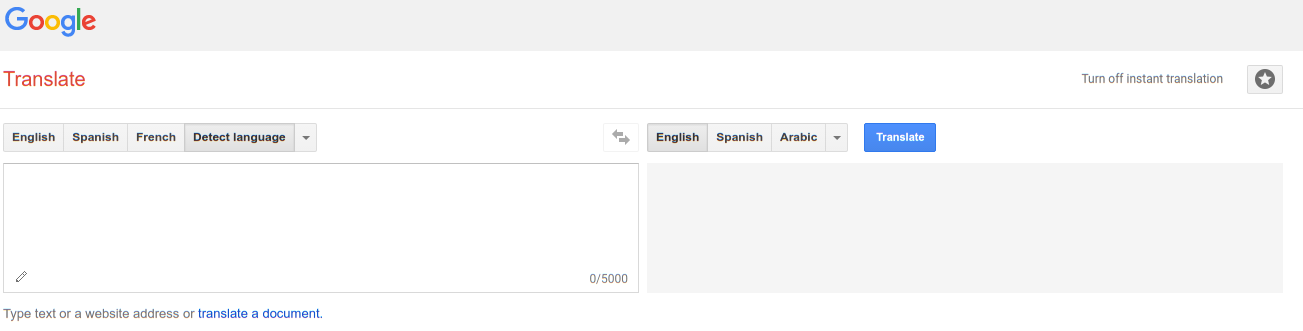 Google
Translate
Turn off instant translation
English Spanish French Detect language
English Spanish Arabic Translate
0/5000
Type text or a website address or translate a document.